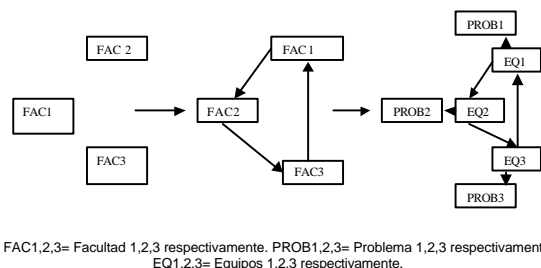 FAC1
FAC 2
FAC3
FAC 1
FAC2
FAC3
PROB1
EQ1
PROB2
EQ2
EQ3
PROB3
FAC1,2,3= Facultad 1,2,3 respectivamente. PROB1,2,3= Problema 1,2,3 respectivament
EQ1,2,3= Equipos 1,2,3 respectivamente.